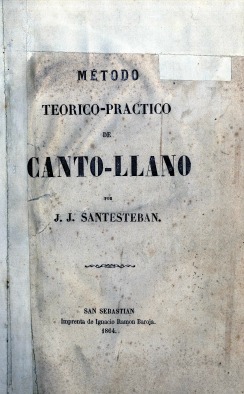 MÉTODO
TEORICO-PRACTICO
DE
CANTO-LLANO
POR
J. J. SANTESTEBAN.
SAN SEBASTIAN
Imprenta de Ignacio Ramon Baroja.
1864.